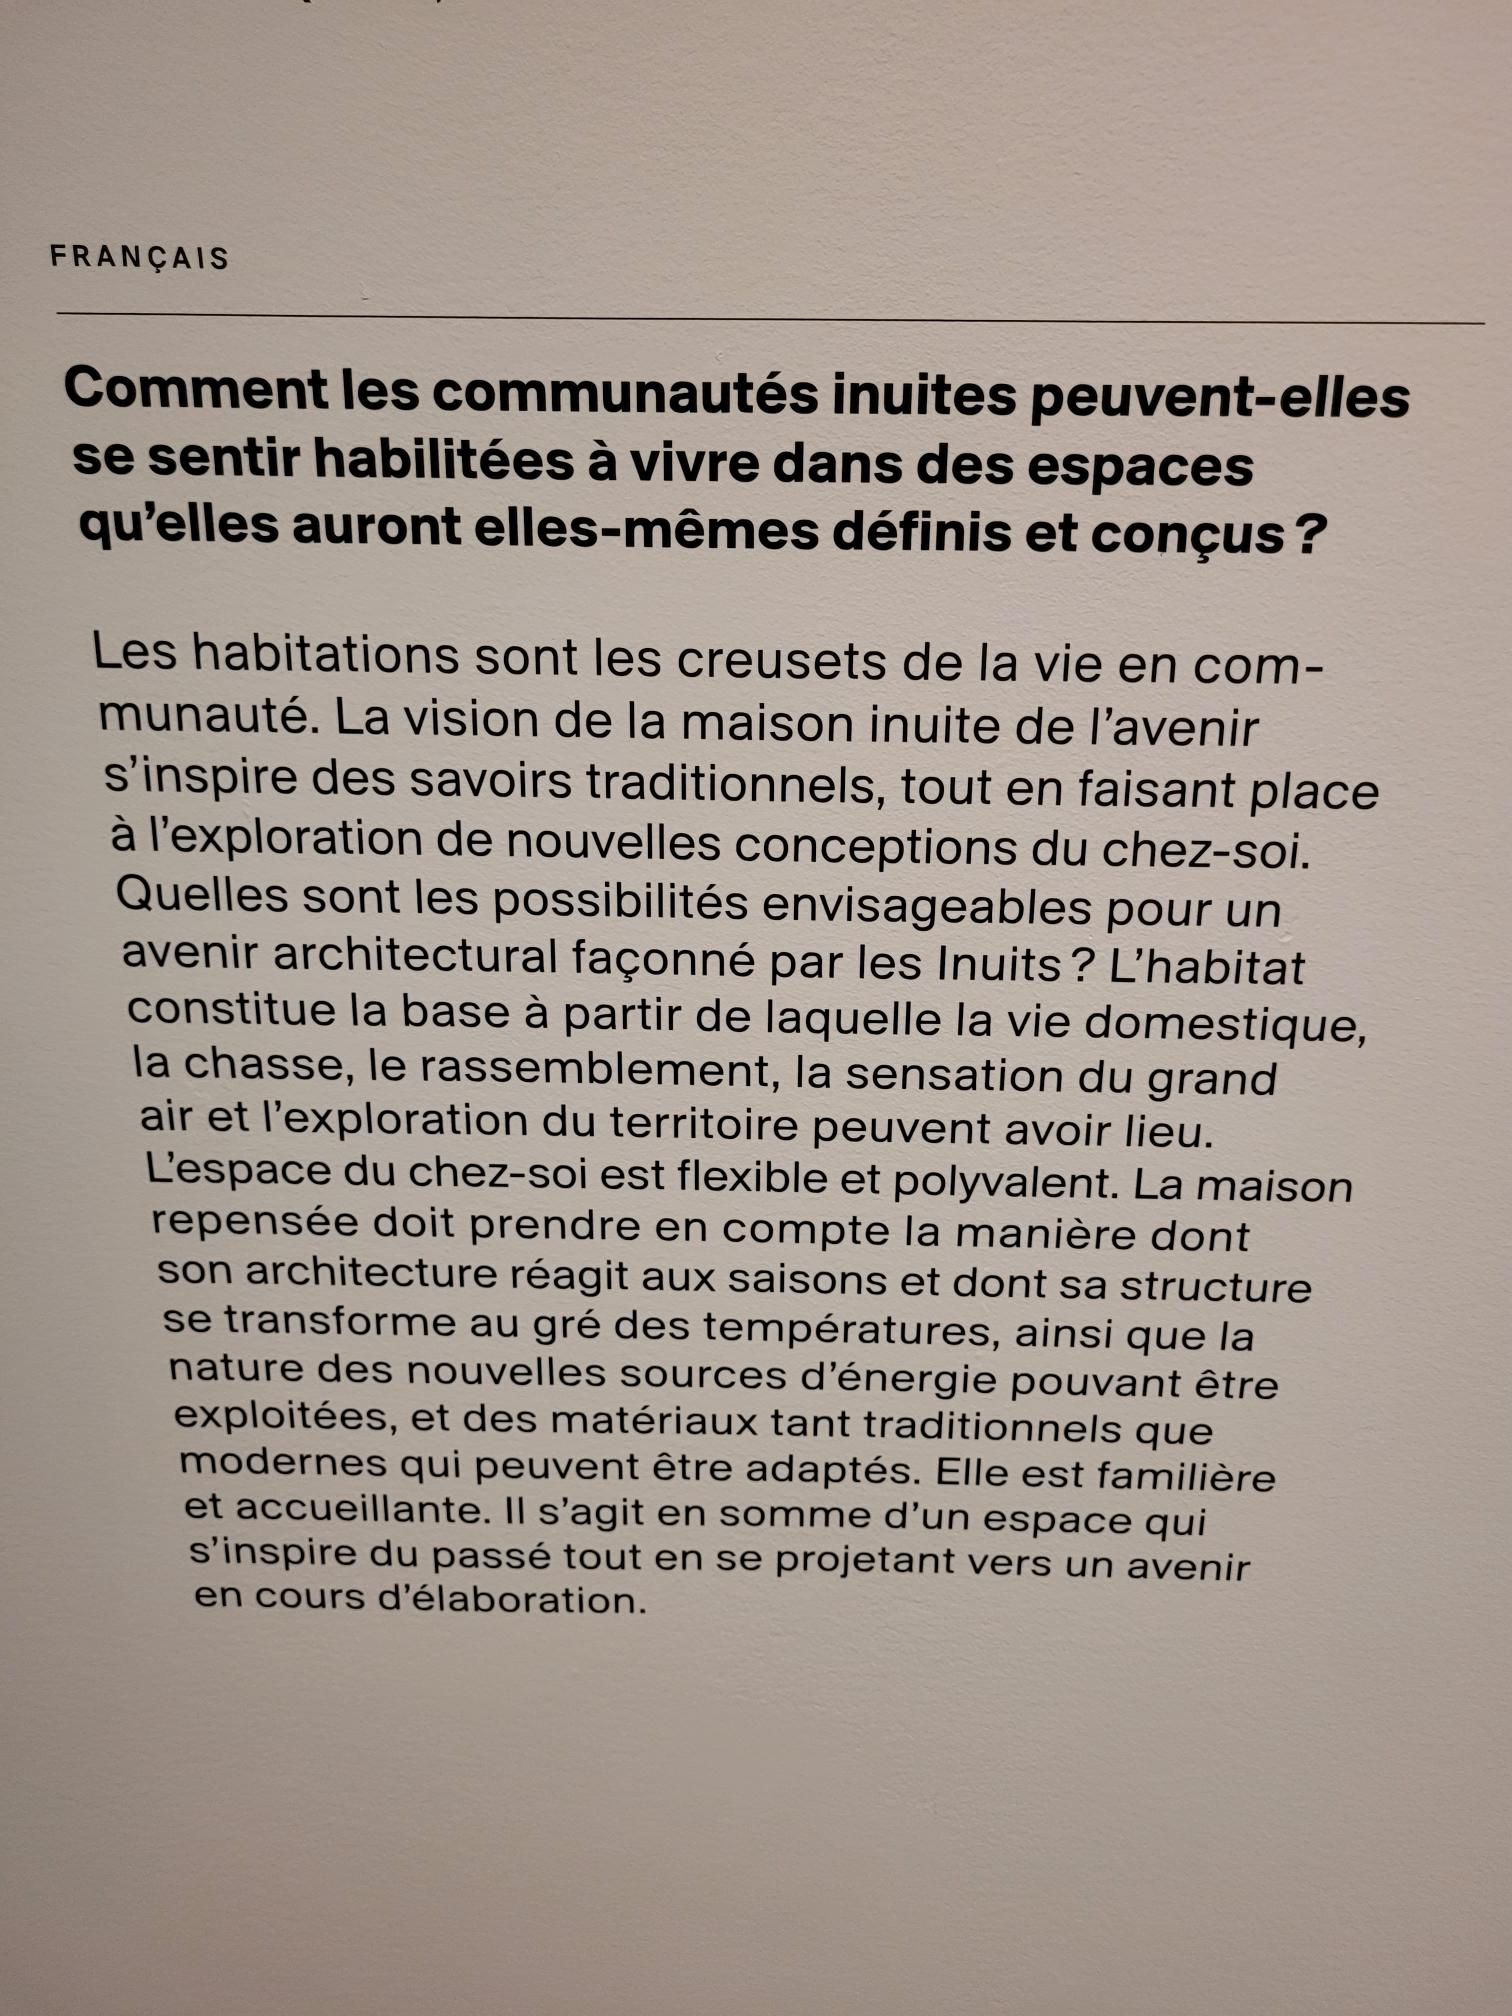 FRANÇAIS
Comment les communautés inuites peuvent-elles
se sentir habilitées à vivre dans des espaces
qu’elles auront elles-mêmes définis et conçus ?
Les habitations sont les creusets de la vie en com-
munauté. La vision de la maison inuite de l’avenir
s’inspire des savoirs traditionnels, tout en faisant place
à l’exploration de nouvelles conceptions du chez-soi.
Quelles sont les possibilités envisageables pour un
avenir architectural façonné par les Inuits ? L’habitat
constitue la base à partir de laquelle la vie domestique,
la chasse, le rassemblement, la sensation du grand
air et l’exploration du territoire peuvent avoir lieu.
L’espace du chez-soi est flexible et polyvalent. La maison
repensée doit prendre en compte la manière dont
son architecture réagit aux saisons et dont sa structure
se transforme au gré des températures, ainsi que la
nature des nouvelles sources d’énergie pouvant être
exploitées, et des matériaux tant traditionnels que
modernes qui peuvent être adaptés. Elle est familière
et accueillante. Il s’agit en somme d’un espace qui
s’inspire du passé tout en se projetant vers un avenir
en cours d’élaboration.